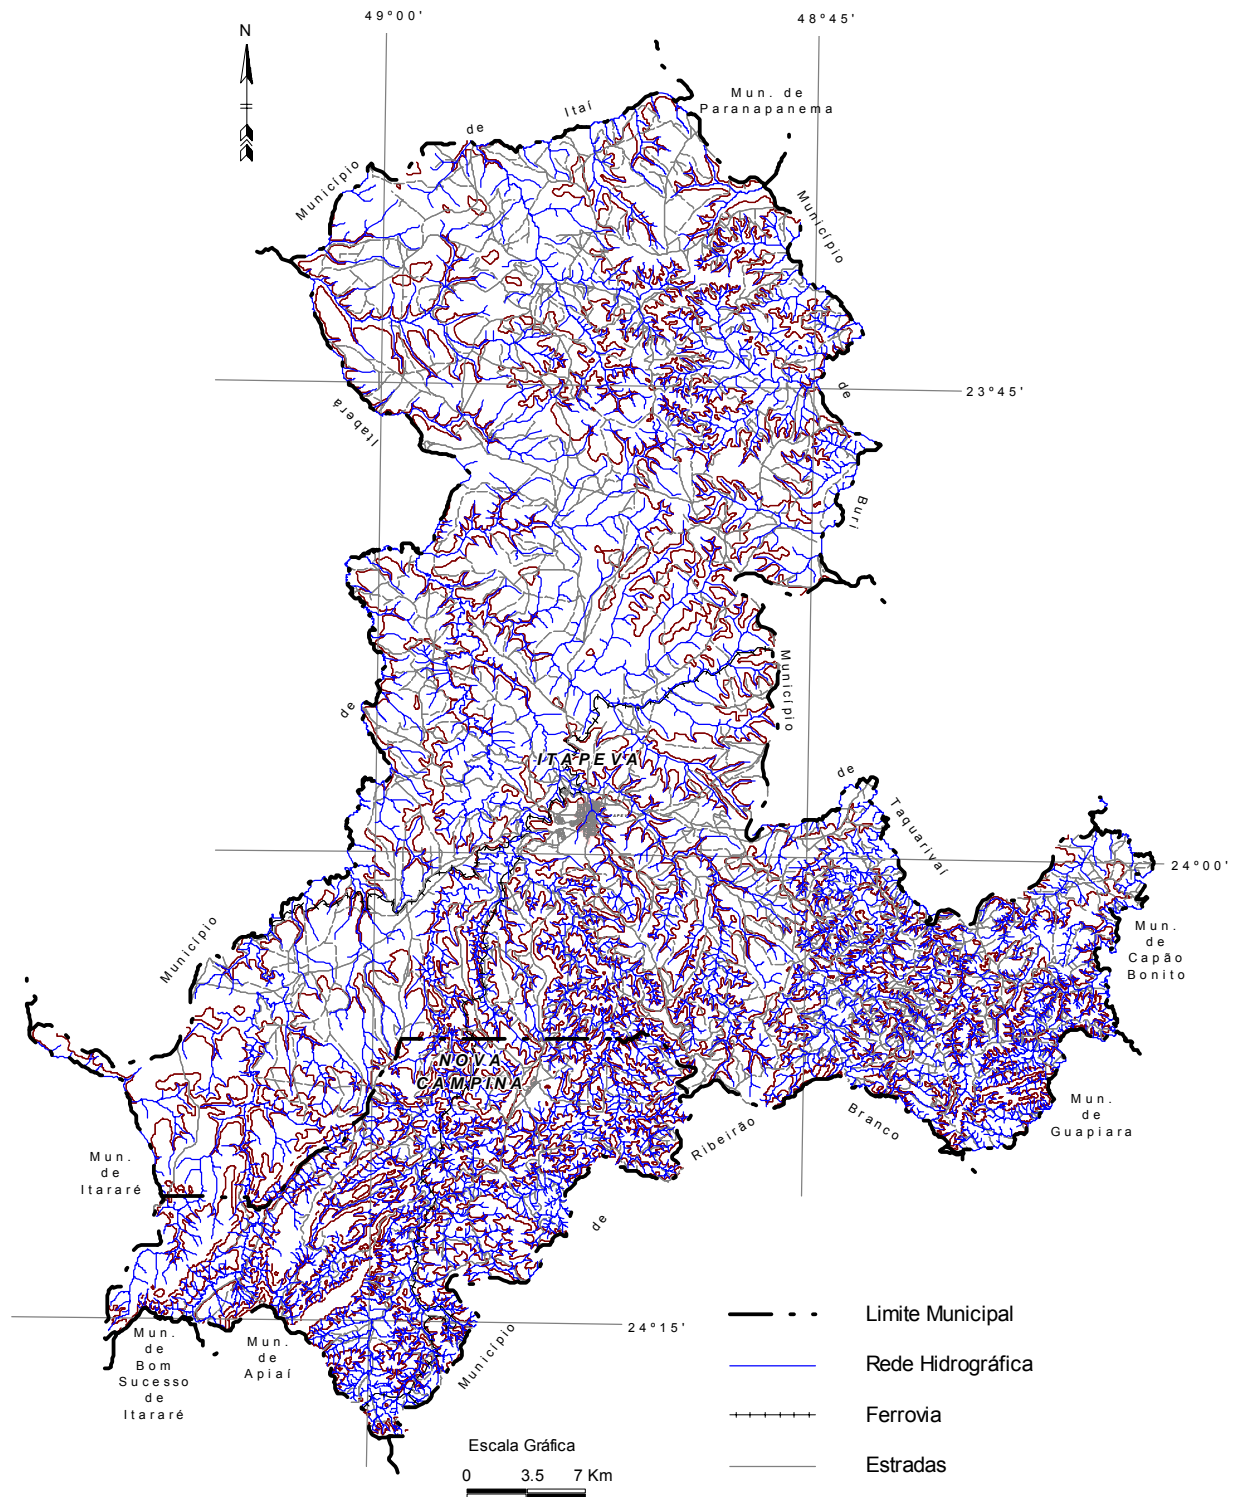 49°00'
48°45'
N
Mun. de
Paranapanema
Município
de
Itaí
Município
de
Buri
23°45'
Itaberá
de
Município
Município
de
Taquarivaí
ITAPEVA
24°00'
Mun.
de
Capão
Bonito
NOVA
CAMPINA
Mun.
de
Guapiara
Mun.
de
Itararé
Município
de
Ribeirão
Branco
24°15'
Mun.
de
Bom
Sucesso
de
Itararé
Mun.
de
Apiaí
Limite Municipal
Rede Hidrográfica
Ferrovia
Estradas
Escala Gráfica
0 3.5 7 Km